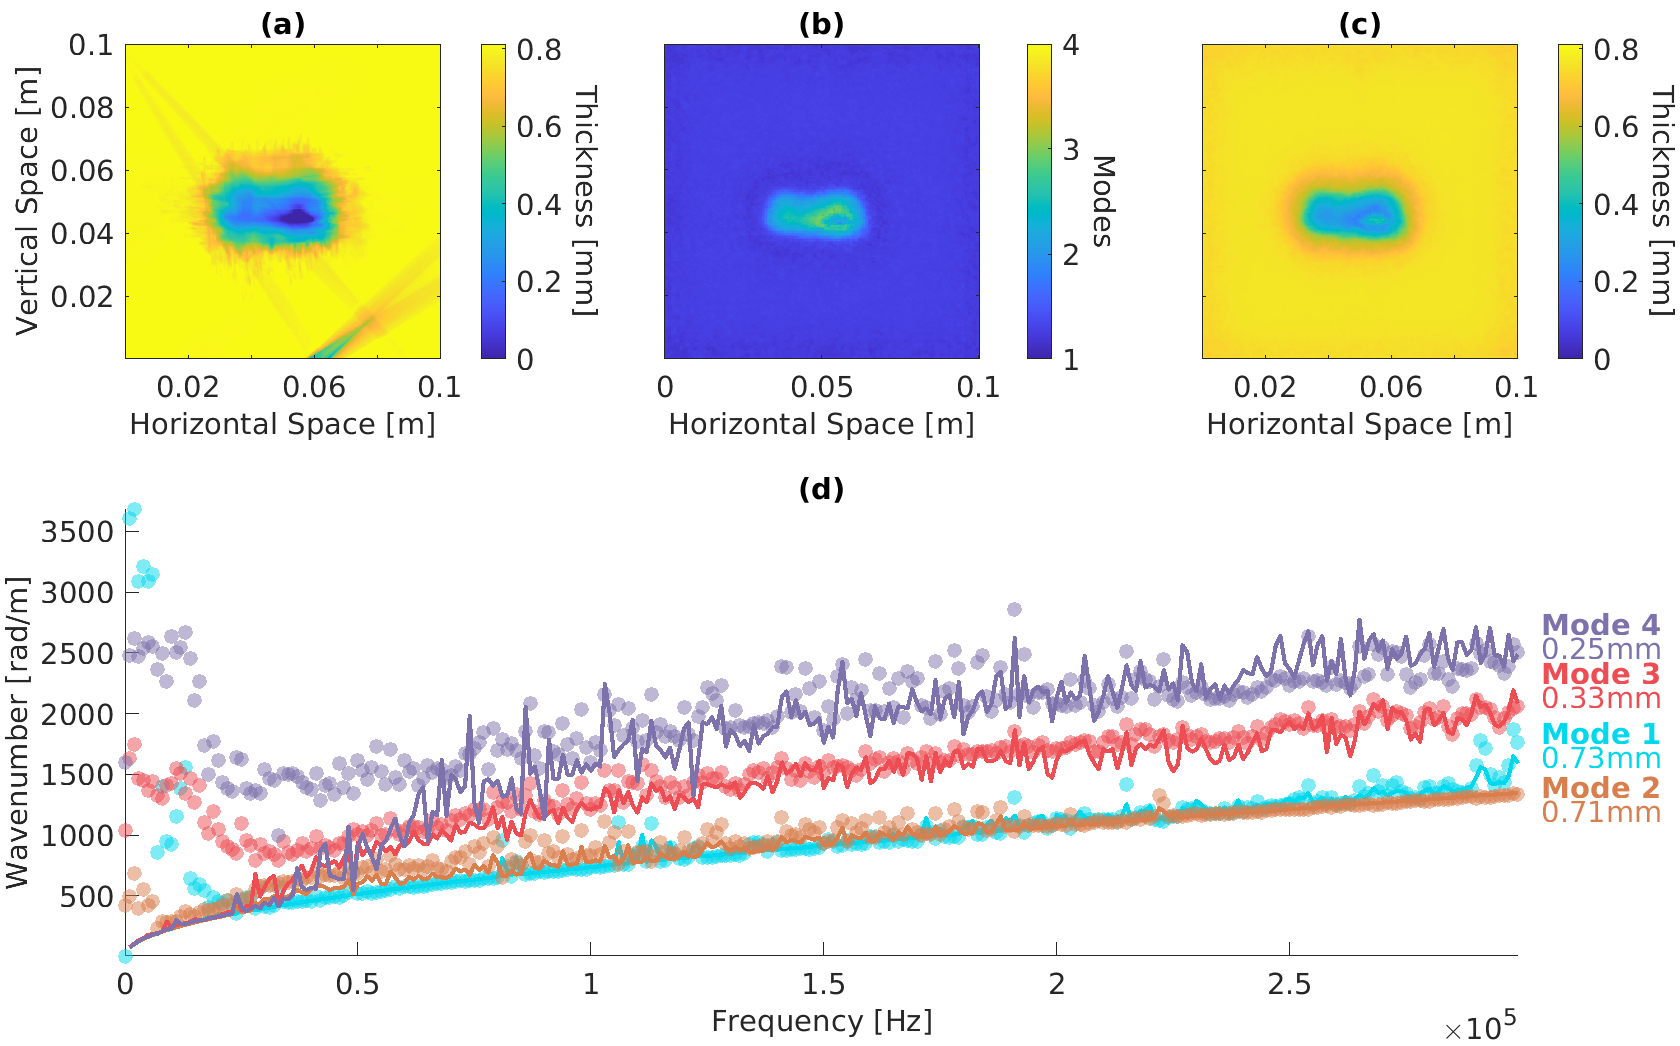 (a)
(b)
(c)
0.1
0.08
0.06
0.04
0.02
Vertical Space [m]
0.02
0.06
0.1
Horizontal Space [m]
0.8
0.6
0.4
0.2
0
Thickness [mm]
0
0.05
0.1
Horizontal Space [m]
4
3
2
1
Modes
0.02
0.06
0.1
Horizontal Space [m]
0.8
0.6
0.4
0.2
0
Thickness [mm]
(d)
3500
3000
2500
2000
1500
1000
500
Wavenumber [rad/m]
0
0.5
1
1.5
2
2.5
×10⁵
Frequency [Hz]
Mode 4
0.25mm
Mode 3
0.33mm
Mode 1
0.73mm
Mode 2
0.71mm